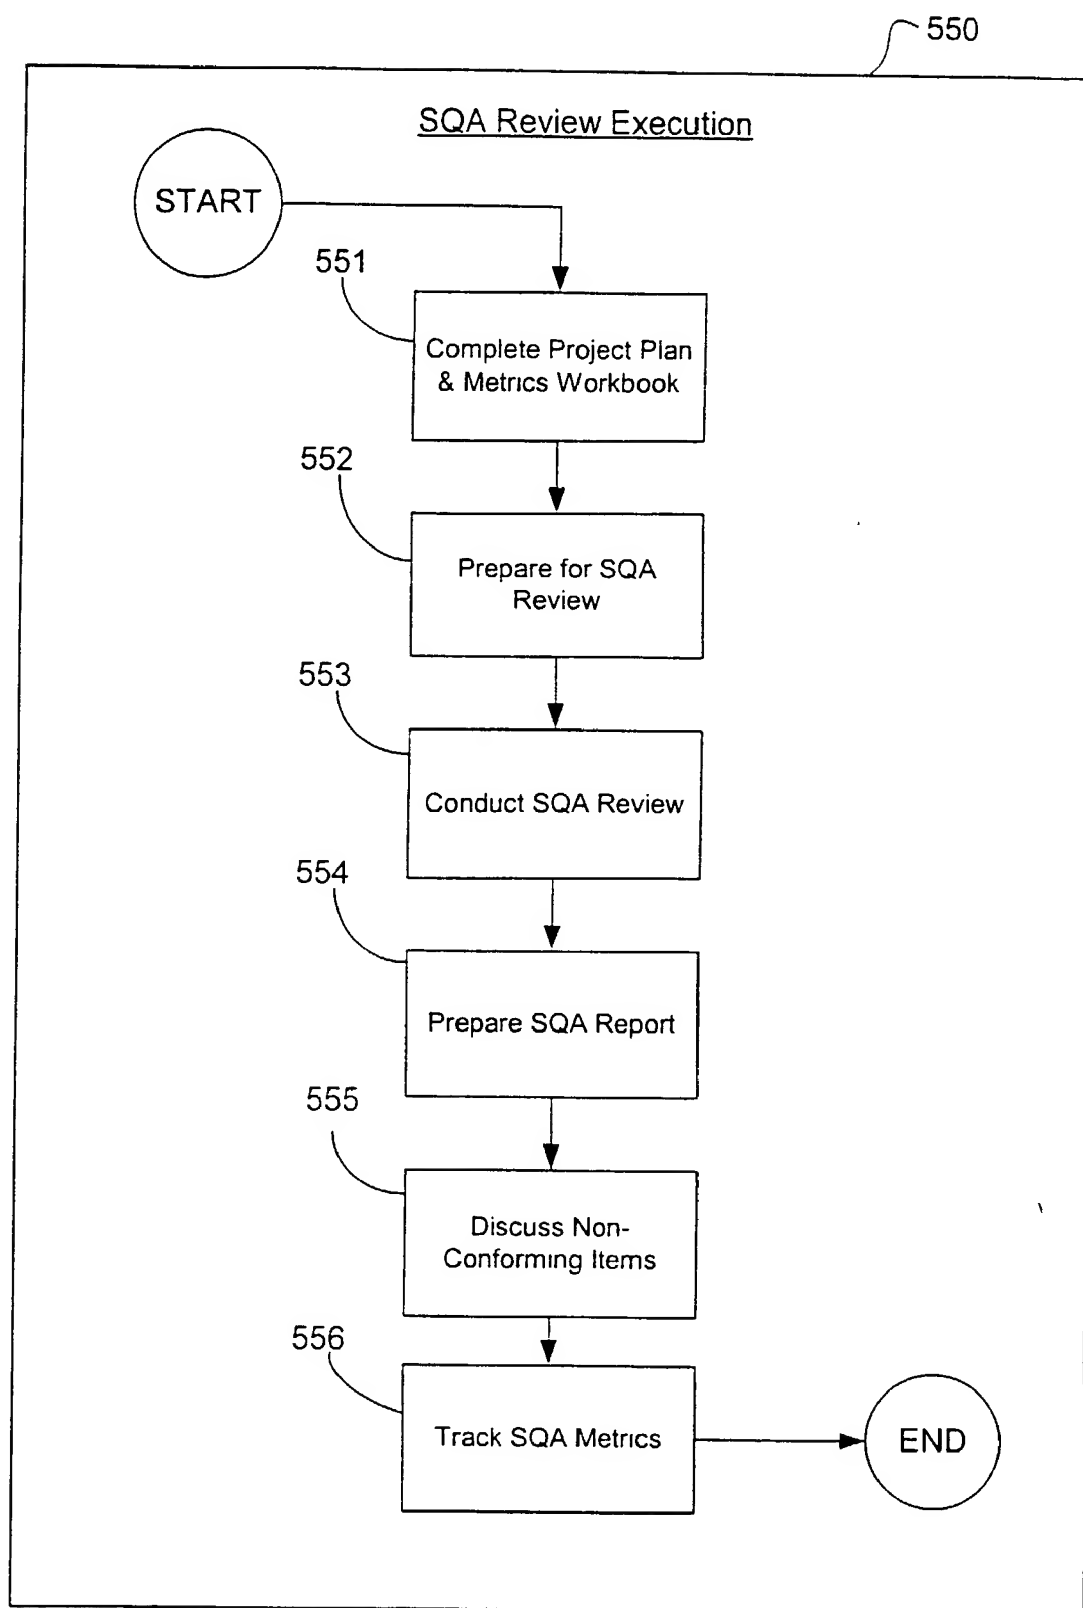 550
SQA Review Execution
START
551
Complete Project Plan
& Metrics Workbook
552
Prepare for SQA
Review
553
Conduct SQA Review
554
Prepare SQA Report
555
Discuss Non-
Conforming Items
556
Track SQA Metrics
END